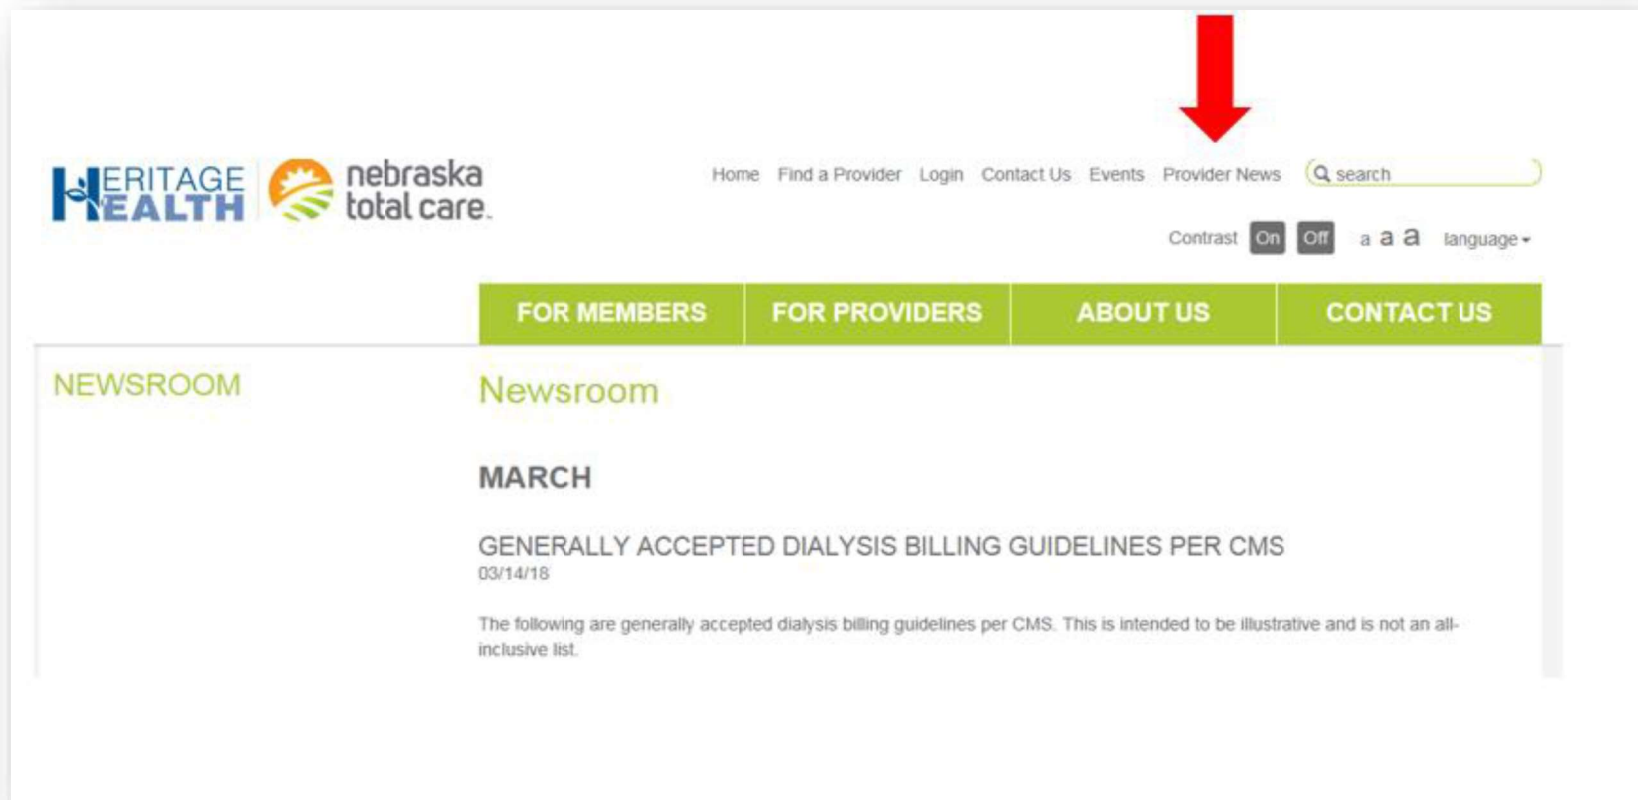 HERITAGE
HEALTH
nebraska
total care™
Home Find a Provider Login Contact Us Events Provider News search
Contrast On Off a a a language
FOR MEMBERS FOR PROVIDERS ABOUT US CONTACT US
NEWSROOM
Newsroom
MARCH
GENERALLY ACCEPTED DIALYSIS BILLING GUIDELINES PER CMS
03/14/18
The following are generally accepted dialysis billing guidelines per CMS. This is intended to be illustrative and is not an all-
inclusive list.